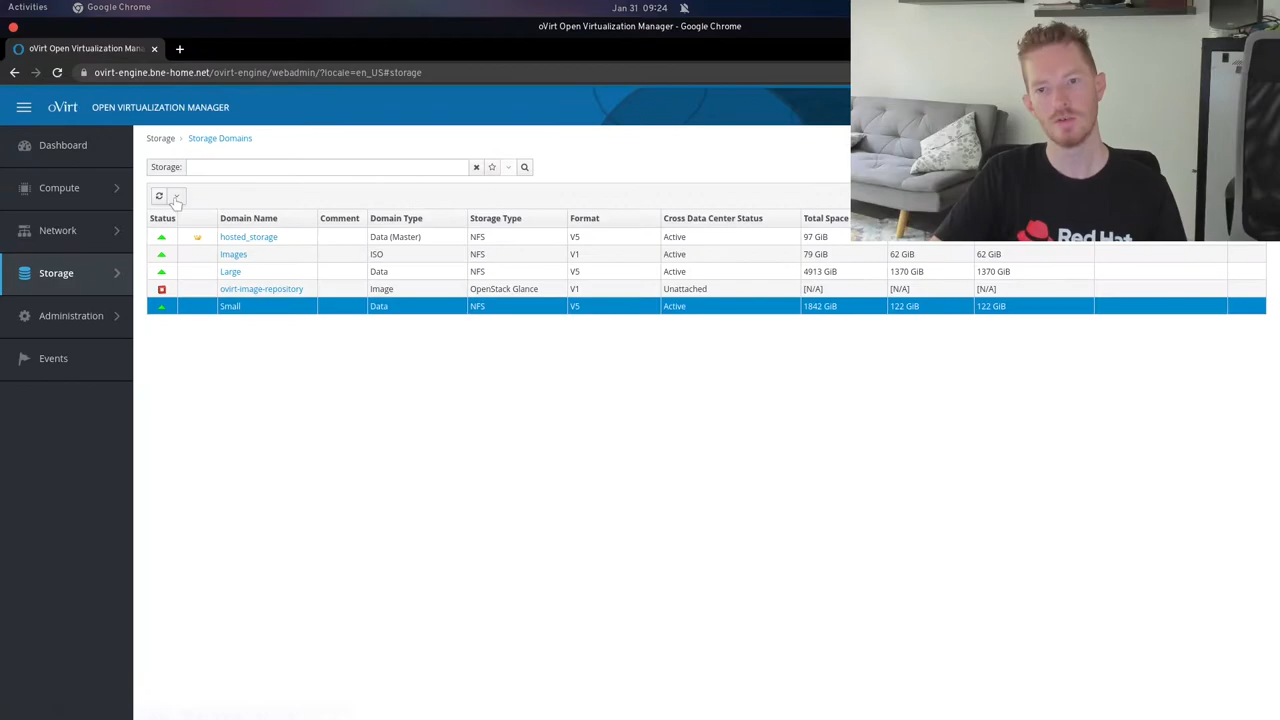 Activities Google Chrome Jan 31 09:24
oVirt Open Virtualization Manager - Google Chrome
oVirt Open Virtualization Mana
ovirt-engine.bne-home.net/ovirt-engine/webadmin/?locale=en_US#storage
oVirt OPEN VIRTUALIZATION MANAGER
Dashboard
Compute
Network
Storage
Administration
Events
Storage > Storage Domains
Storage:
Status Domain Name Comment Domain Type Storage Type Format Cross Data Center Status Total Space
hosted_storage Data (Master) NFS V5 Active 97 GiB
Images ISO NFS V1 Active 79 GiB 62 GiB 62 GiB
Large Data NFS V5 Active 4913 GiB 1370 GiB 1370 GiB
ovirt-image-repository Image OpenStack Glance V1 Unattached [N/A] [N/A] [N/A]
Small Data NFS V5 Active 1842 GiB 122 GiB 122 GiB
Red Hat